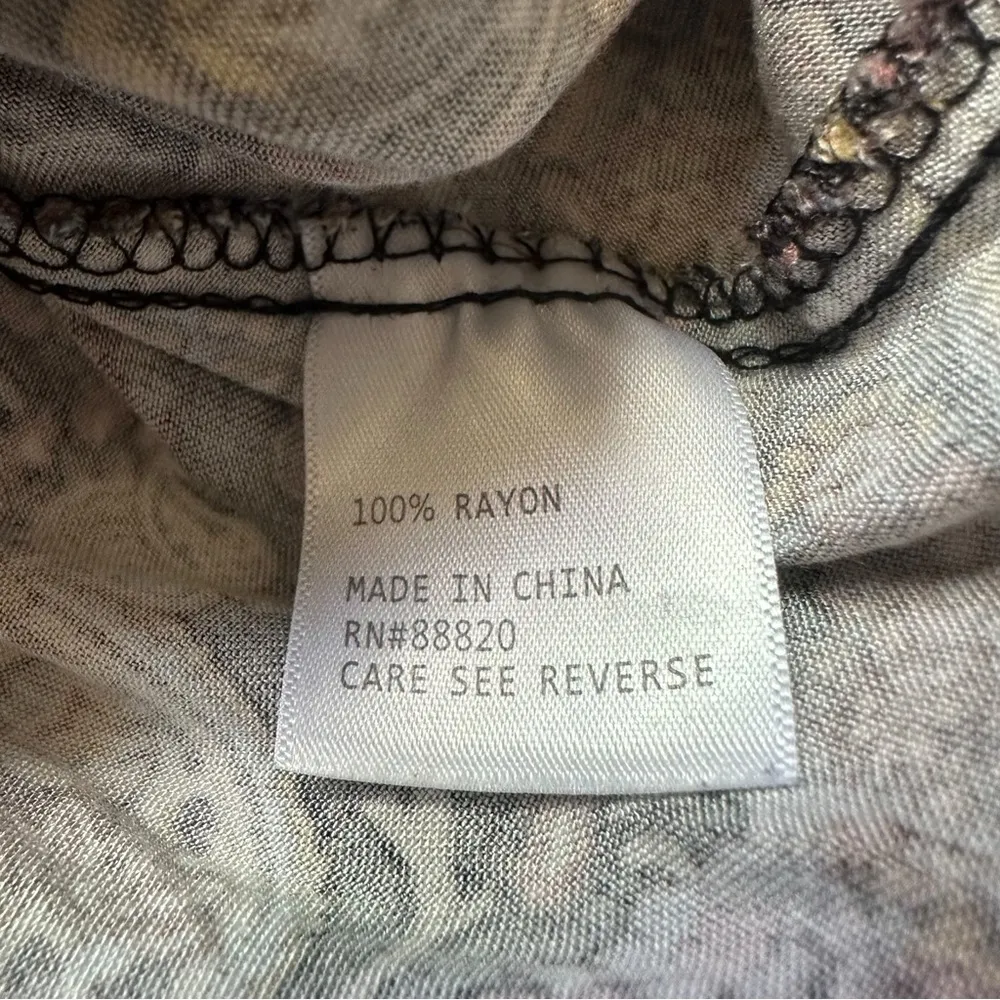 100% RAYON
MADE IN CHINA
RN#88820
CARE SEE REVERSE